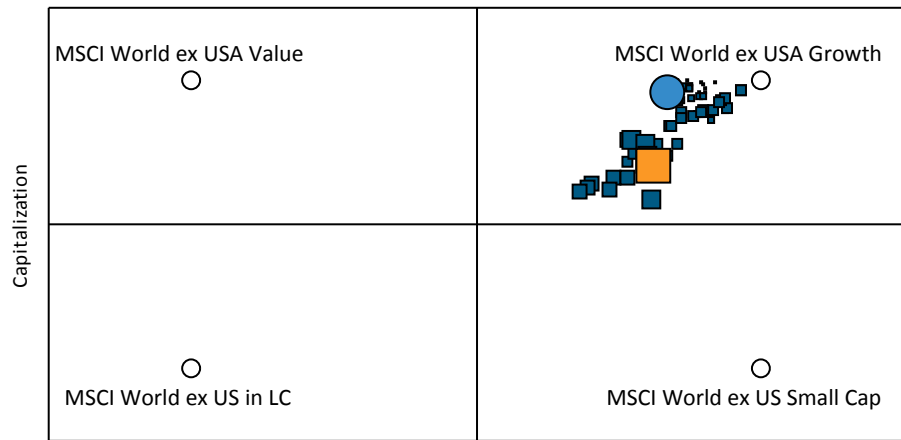 MSCI World ex USA Value
MSCI World ex USA Growth
Capitalization
MSCI World ex US in LC
MSCI World ex US Small Cap